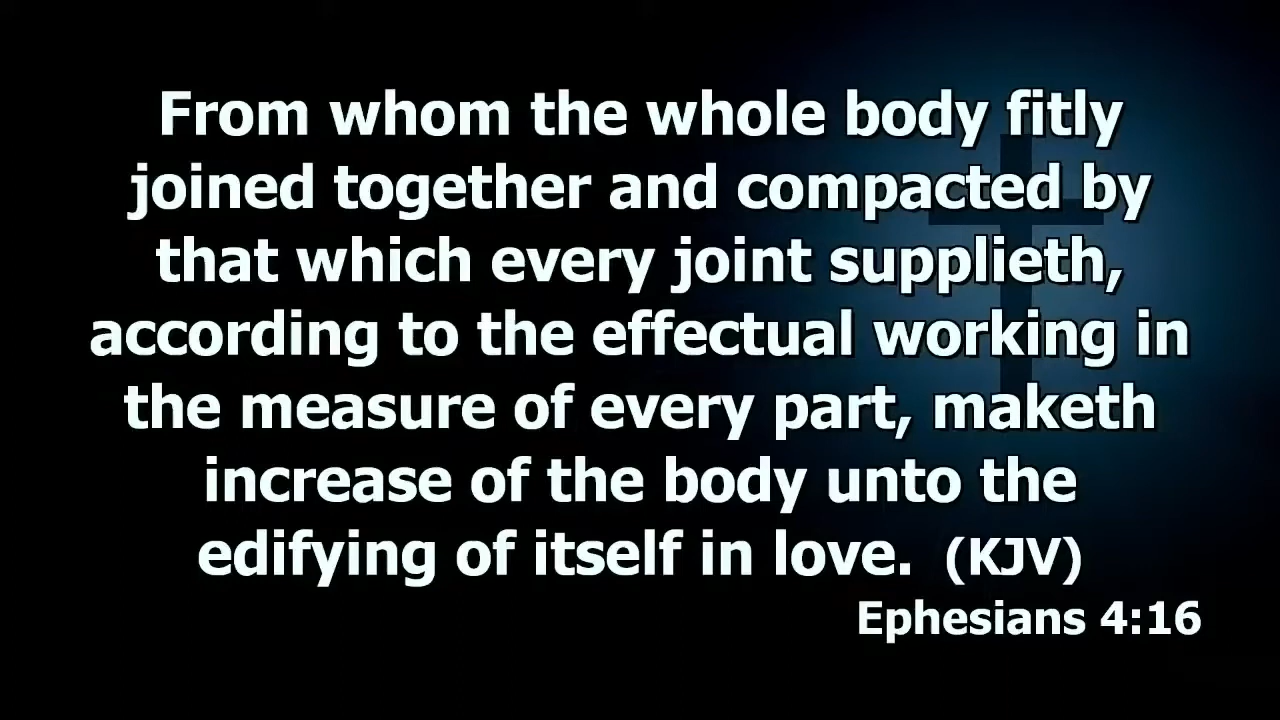 From whom the whole body fitly
joined together and compacted by
that which every joint supplieth,
according to the effectual working in
the measure of every part, maketh
increase of the body unto the
edifying of itself in love.  (KJV)
Ephesians 4:16